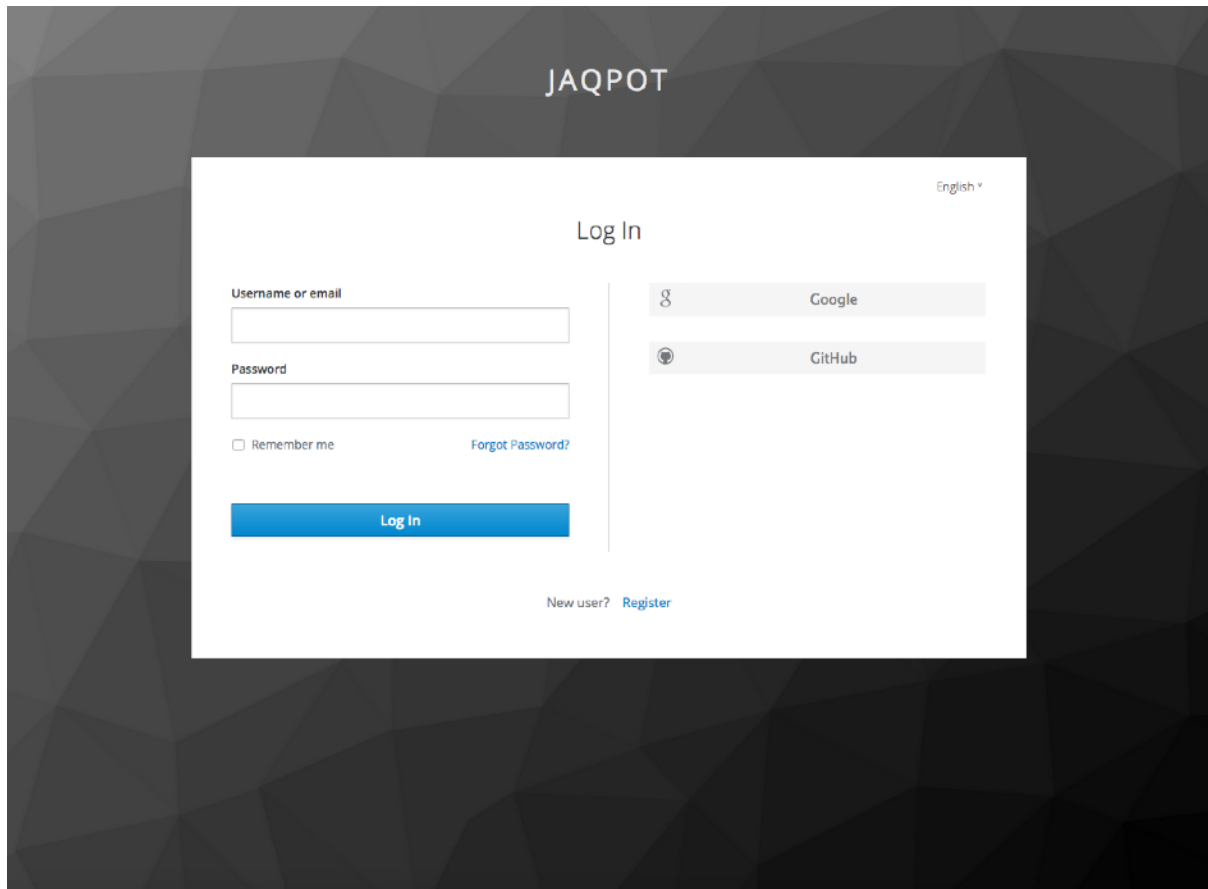 JAQPOT
English
Log In
Username or email
Password
Remember me
Forgot Password?
Log In
Google
GitHub
New user? Register